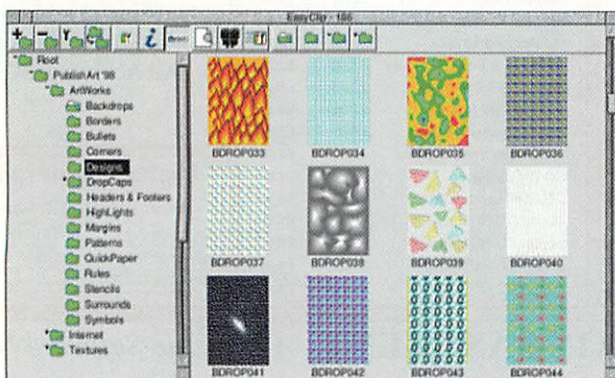 EasyClip - 186
Root
PublishArt '98
ArtWorks
Backdrops
Borders
Bullets
Corners
Designs
DropCaps
Headers & Footers
HighLights
Margins
Patterns
QuickPaper
Rules
Stencils
Surrounds
Symbols
Internet
Textures
BDROP033 BDROP034 BDROP035 BDROP036
BDROP037 BDROP038 BDROP039 BDROP040
BDROP041 BDROP042 BDROP043 BDROP044